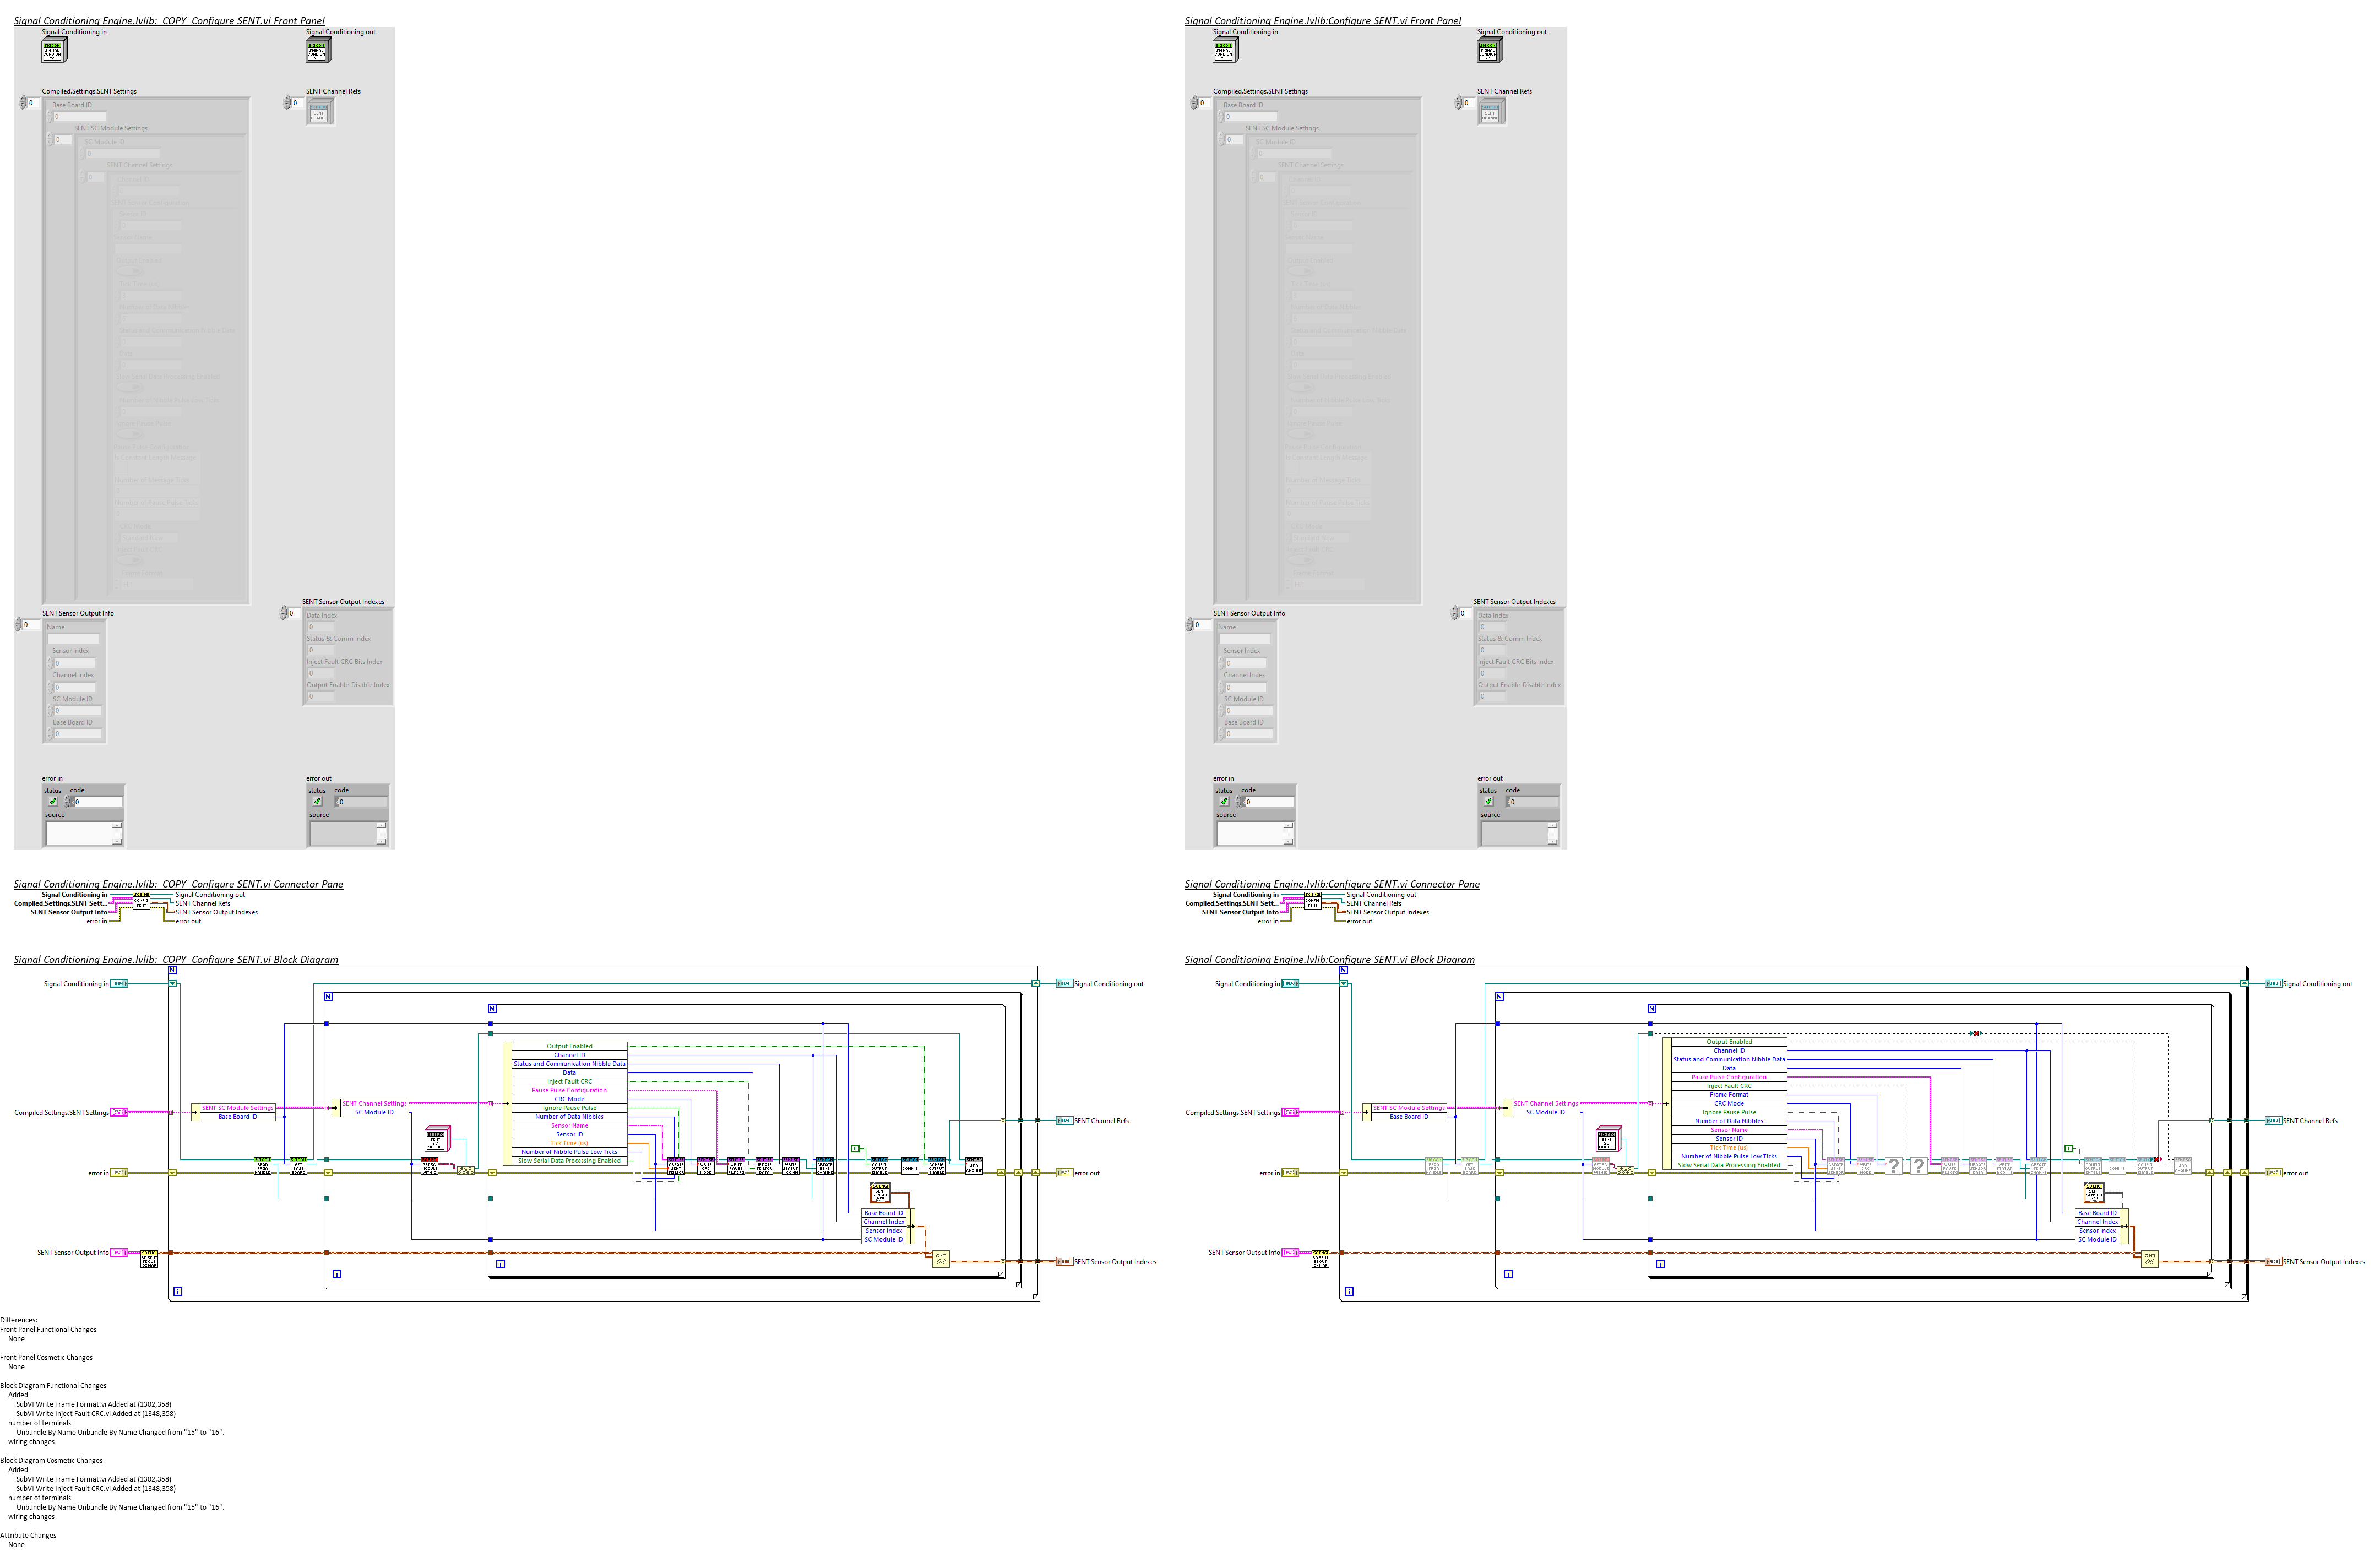 Signal Conditioning Engine.lvlib:_COPY_Configure SENT.vi Front Panel
Signal Conditioning in
Signal Conditioning out
Compiled.Settings.SENT Settings
SENT Channel Refs
0
0
Base Board ID
0
SENT SC Module Settings
0
SC Module ID
0
SENT Channel Settings
0
is Constant Length Message
Number of Message Ticks
Number of Pause Pulse Ticks
SENT Sensor Output Info
0
Name
Sensor Index
0
Channel Index
0
SC Module ID
0
Base Board ID
0
SENT Sensor Output Indexes
0
Data Index
0
Status & Comm Index
0
Inject Fault CRC Bits Index
0
Output Enable-Disable Index
0
error in
status code
0
source
error out
status code
0
source
Signal Conditioning Engine.lvlib:Configure SENT.vi Front Panel
Signal Conditioning in
Signal Conditioning out
Compiled.Settings.SENT Settings
SENT Channel Refs
0
0
Base Board ID
0
SENT SC Module Settings
0
SC Module ID
0
SENT Channel Settings
0
is Constant Length Message
Number of Message Ticks
Number of Pause Pulse Ticks
SENT Sensor Output Info
0
Name
Sensor Index
0
Channel Index
0
SC Module ID
0
Base Board ID
0
SENT Sensor Output Indexes
0
Data Index
0
Status & Comm Index
0
Inject Fault CRC Bits Index
0
Output Enable-Disable Index
0
error in
status code
0
source
error out
status code
0
source
Signal Conditioning Engine.lvlib:_COPY_Configure SENT.vi Connector Pane
Signal Conditioning in
Compiled.Settings.SENT Sett...
SENT Sensor Output Info
error in
Signal Conditioning out
SENT Channel Refs
SENT Sensor Output Indexes
error out
Signal Conditioning Engine.lvlib:Configure SENT.vi Connector Pane
Signal Conditioning in
Compiled.Settings.SENT Sett...
SENT Sensor Output Info
error in
Signal Conditioning out
SENT Channel Refs
SENT Sensor Output Indexes
error out
Signal Conditioning Engine.lvlib:_COPY_Configure SENT.vi Block Diagram
N
Signal Conditioning in
Signal Conditioning out
N
N
Output Enabled
Channel ID
Status and Communication Nibble Data
Data
Inject Fault CRC
Pause Pulse Configuration
CRC Mode
Ignore Pause Pulse
Number of Data Nibbles
Sensor Name
Sensor ID
Tick Time (us)
Number of Nibble Pulse Low Ticks
Slow Serial Data Processing Enabled
Compiled.Settings.SENT Settings
SENT SC Module Settings
Base Board ID
SENT Channel Settings
SC Module ID
SENT Channel Refs
error in
error out
F
Base Board ID
Channel Index
Sensor Index
SC Module ID
SENT Sensor Output Info
SENT Sensor Output Indexes
i
i
i
Signal Conditioning Engine.lvlib:Configure SENT.vi Block Diagram
N
Signal Conditioning in
Signal Conditioning out
N
N
Output Enabled
Channel ID
Status and Communication Nibble Data
Data
Pause Pulse Configuration
Inject Fault CRC
Frame Format
CRC Mode
Ignore Pause Pulse
Number of Data Nibbles
Sensor Name
Sensor ID
Tick Time (us)
Number of Nibble Pulse Low Ticks
Slow Serial Data Processing Enabled
Compiled.Settings.SENT Settings
SENT SC Module Settings
Base Board ID
SENT Channel Settings
SC Module ID
SENT Channel Refs
? ?
F
error in
error out
Base Board ID
Channel Index
Sensor Index
SC Module ID
SENT Sensor Output Info
SENT Sensor Output Indexes
i
i
i
Differences:
Front Panel Functional Changes
None
Front Panel Cosmetic Changes
None
Block Diagram Functional Changes
Added
SubVI Write Frame Format.vi Added at (1302,358)
SubVI Write Inject Fault CRC.vi Added at (1348,358)
number of terminals
Unbundle By Name Unbundle By Name Changed from "15" to "16".
wiring changes
Block Diagram Cosmetic Changes
Added
SubVI Write Frame Format.vi Added at (1302,358)
SubVI Write Inject Fault CRC.vi Added at (1348,358)
number of terminals
Unbundle By Name Unbundle By Name Changed from "15" to "16".
wiring changes
Attribute Changes
None